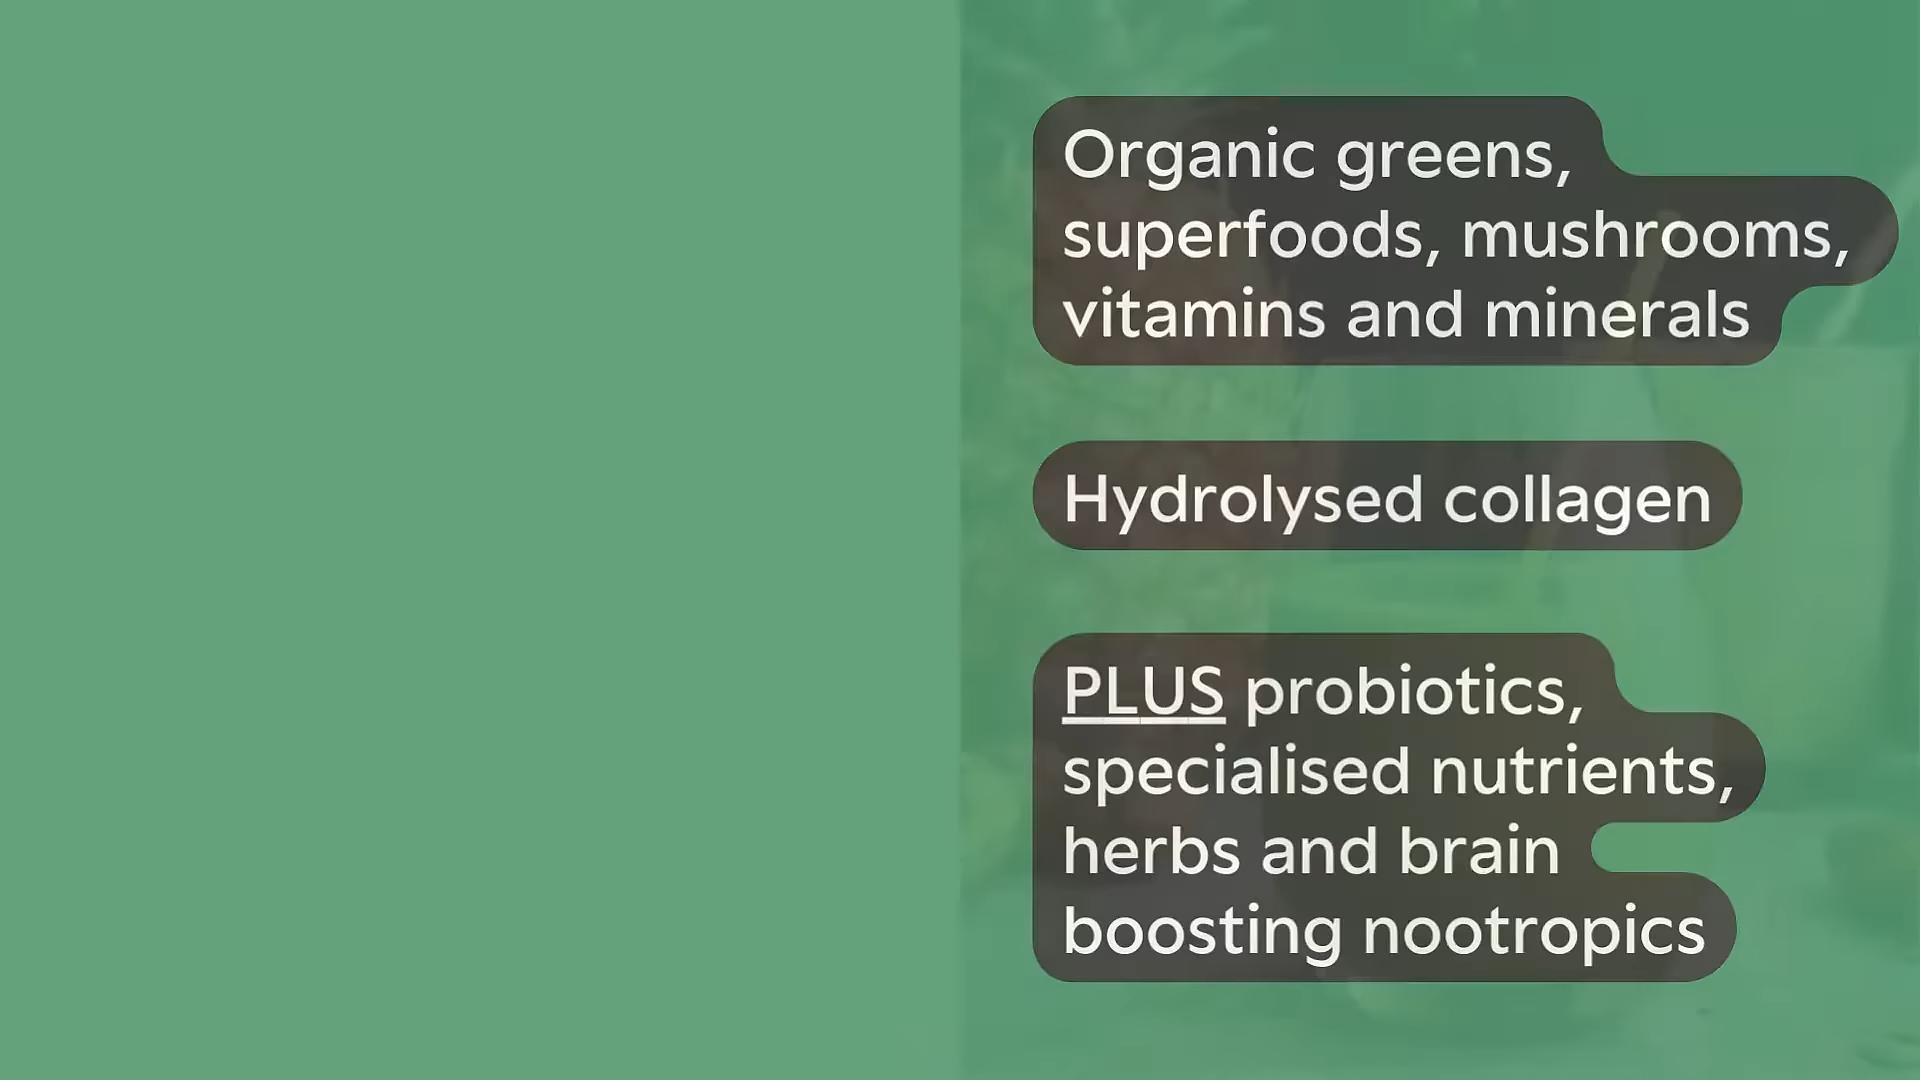 Organic greens,
superfoods, mushrooms,
vitamins and minerals
Hydrolysed collagen
PLUS probiotics,
specialised nutrients,
herbs and brain
boosting nootropics